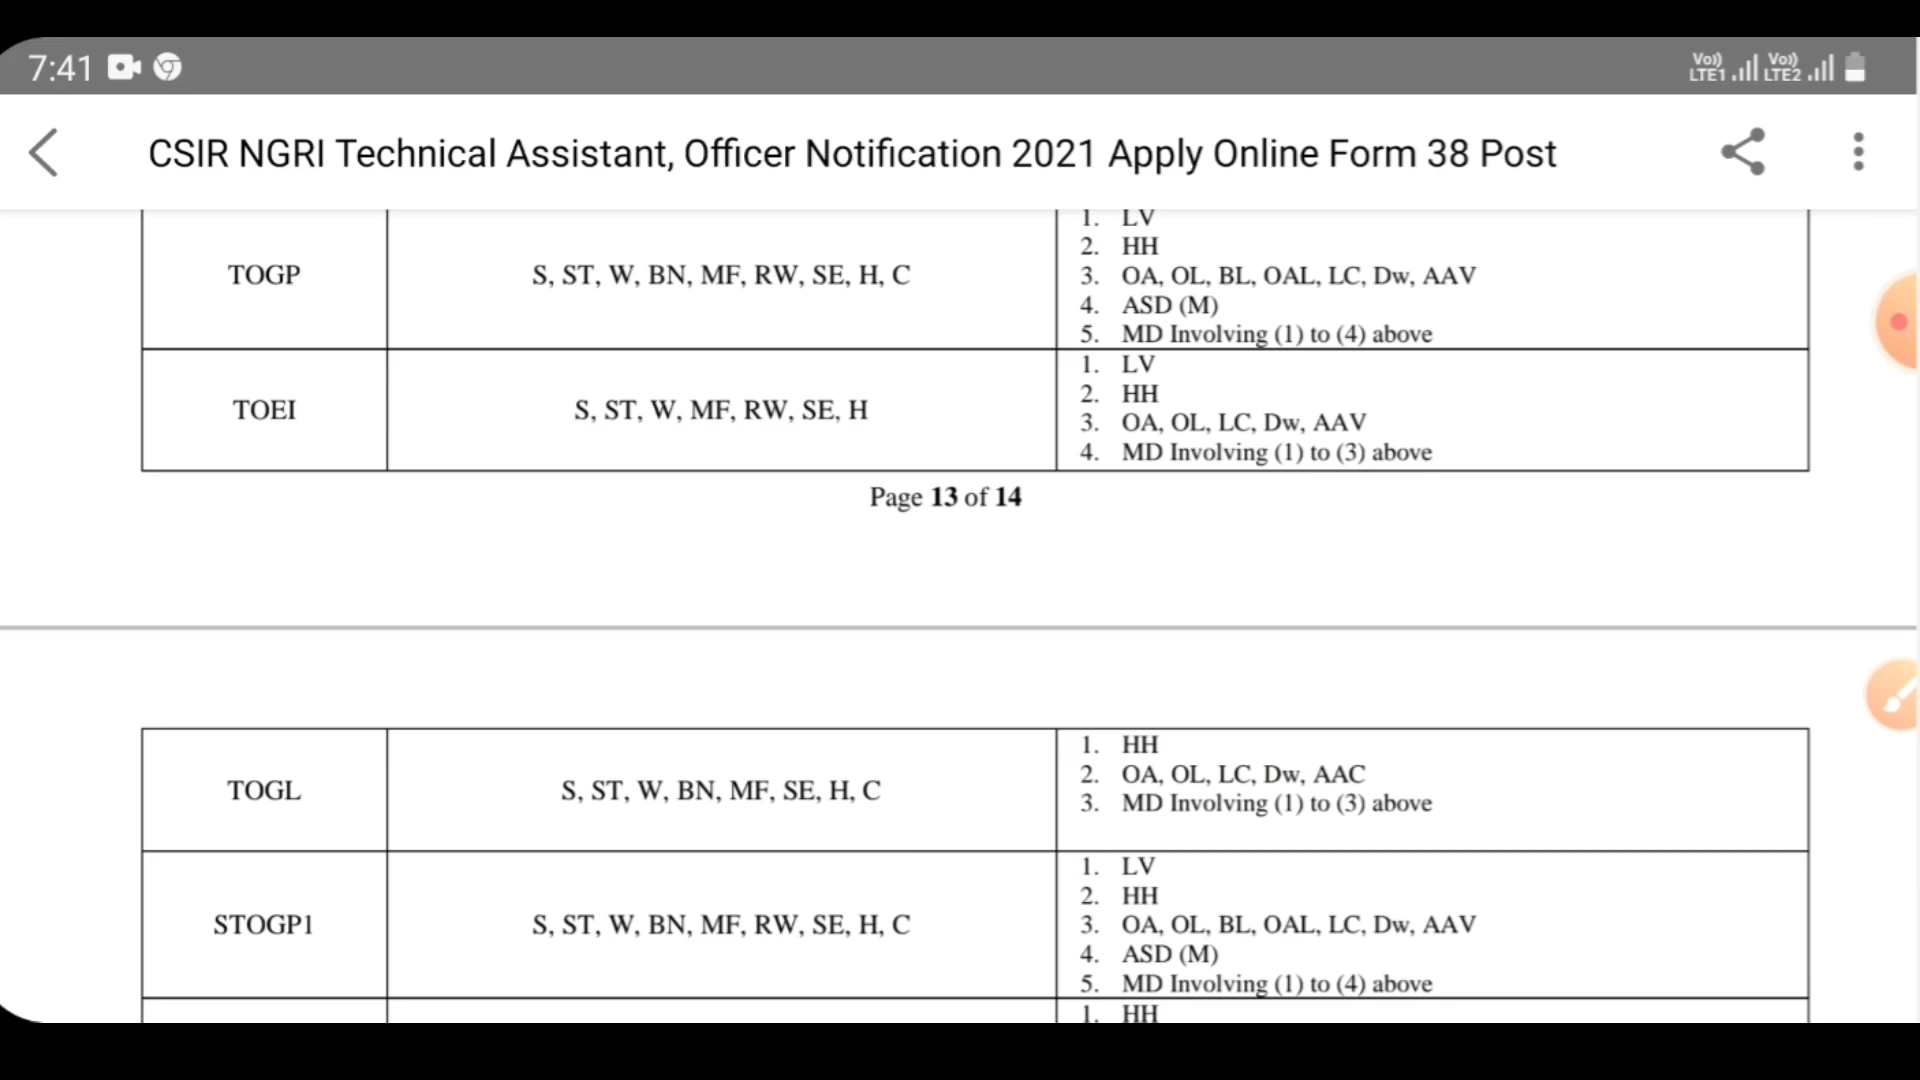 7:41
Vo)) LTE1 Vo)) LTE2
CSIR NGRI Technical Assistant, Officer Notification 2021 Apply Online Form 38 Post
1. LV
2. HH
TOGP S, ST, W, BN, MF, RW, SE, H, C 3. OA, OL, BL, OAL, LC, Dw, AAV
4. ASD (M)
5. MD Involving (1) to (4) above
1. LV
2. HH
TOEI S, ST, W, MF, RW, SE, H 3. OA, OL, LC, Dw, AAV
4. MD Involving (1) to (3) above
Page 13 of 14
1. HH
2. OA, OL, LC, Dw, AAC
TOGL S, ST, W, BN, MF, SE, H, C 3. MD Involving (1) to (3) above
1. LV
2. HH
STOGP1 S, ST, W, BN, MF, RW, SE, H, C 3. OA, OL, BL, OAL, LC, Dw, AAV
4. ASD (M)
5. MD Involving (1) to (4) above
1. HH